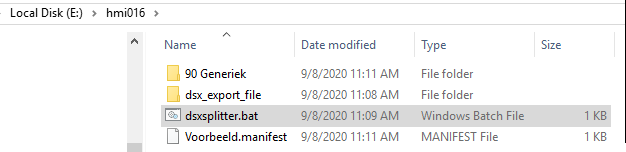 Local Disk (E:) > hmi016 >
Name Date modified Type Size
90 Generiek 9/8/2020 11:11 AM File folder
dsx_export_file 9/8/2020 11:08 AM File folder
dsxsplitter.bat 9/8/2020 11:09 AM Windows Batch File 1 KB
Voorbeeld.manifest 9/8/2020 11:11 AM MANIFEST File 1 KB